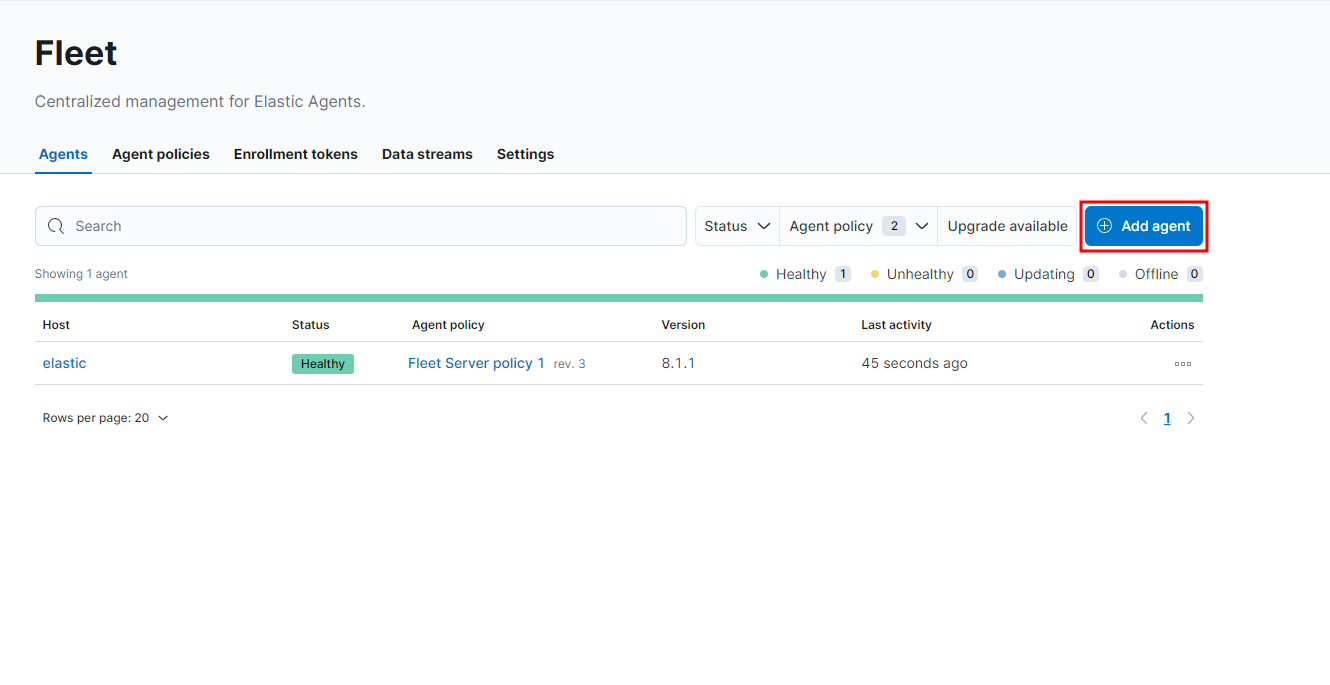 Fleet
Centralized management for Elastic Agents.
Agents Agent policies Enrollment tokens Data streams Settings
Search Status Agent policy 2 Upgrade available Add agent
Showing 1 agent Healthy 1 Unhealthy 0 Updating 0 Offline 0
Host Status Agent policy Version Last activity Actions
elastic Healthy Fleet Server policy 1 rev. 3 8.1.1 45 seconds ago
Rows per page: 20 1